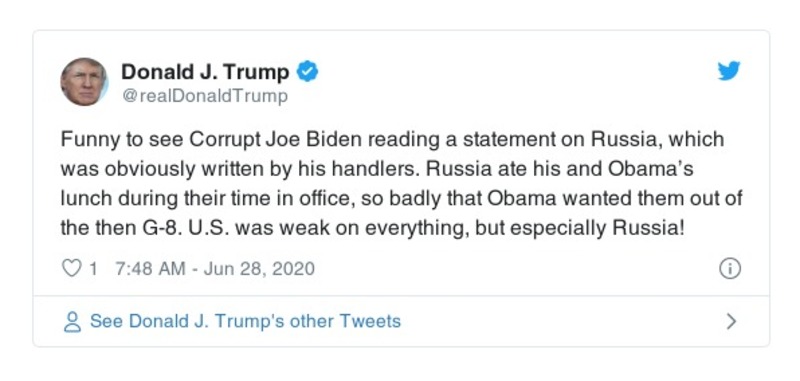 Donald J. Trump
@realDonaldTrump
Funny to see Corrupt Joe Biden reading a statement on Russia, which
was obviously written by his handlers. Russia ate his and Obama’s
lunch during their time in office, so badly that Obama wanted them out of
the then G-8. U.S. was weak on everything, but especially Russia!
1 7:48 AM - Jun 28, 2020
See Donald J. Trump's other Tweets